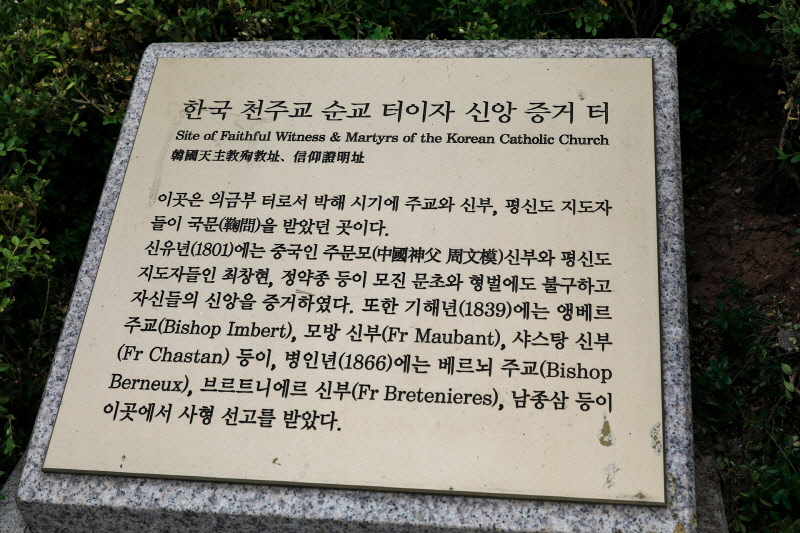 한국 천주교 순교 터이자 신앙 증거 터
Site of Faithful Witness & Martyrs of the Korean Catholic Church
韓國天主教殉教址、信仰證明址
이곳은 의금부 터로서 박해 시기에 주교와 신부, 평신도 지도자
들이 국문(鞫問)을 받았던 곳이다.
신유년(1801)에는 중국인 주문모(中國神父 周文模)신부와 평신도
지도자들인 최창현, 정약종 등이 모진 문초와 형벌에도 불구하고
자신들의 신앙을 증거하였다. 또한 기해년(1839)에는 앵베르
주교(Bishop Imbert), 모방 신부(Fr Maubant), 샤스탕 신부
(Fr Chastan) 등이, 병인년(1866)에는 베르뇌 주교(Bishop
Berneux), 브르트니에르 신부(Fr Bretenieres), 남종삼 등이
이곳에서 사형 선고를 받았다.